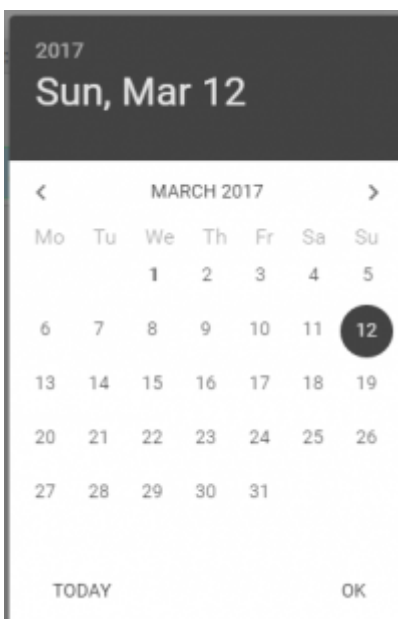 2017
Sun, Mar 12
< MARCH 2017 >
Mo Tu We Th Fr Sa Su
1 2 3 4 5
6 7 8 9 10 11 12
13 14 15 16 17 18 19
20 21 22 23 24 25 26
27 28 29 30 31
TODAY OK